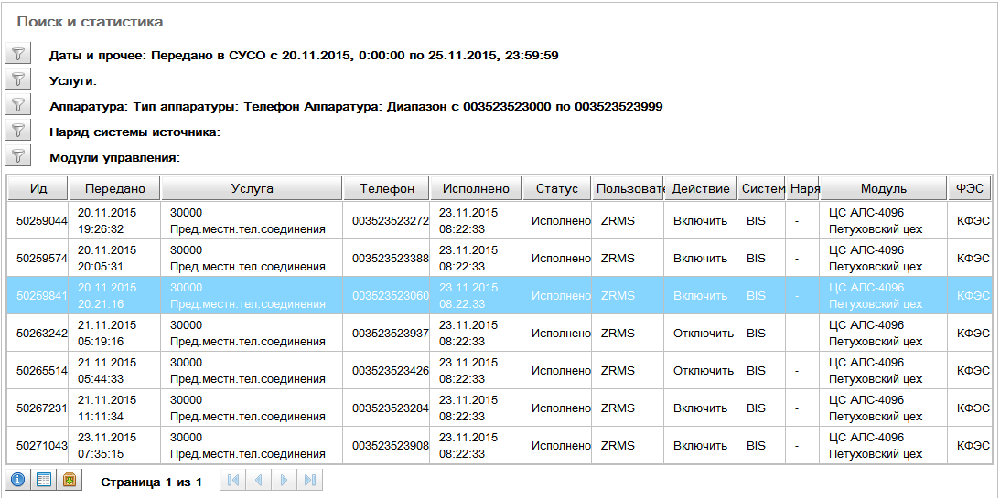 Поиск и статистика
Даты и прочее: Передано в СУСО с 20.11.2015, 0:00:00 по 25.11.2015, 23:59:59
Услуги:
Аппаратура: Тип аппаратуры: Телефон Аппаратура: Диапазон с 003523523000 по 003523523999
Наряд системы источника:
Модули управления:
Ид Передано Услуга Телефон Исполнено Статус Пользовате Действие Систем Наря Модуль ФЭС
50259044 20.11.2015 19:26:32 30000 Пред.местн.тел.соединения 003523523272 23.11.2015 08:22:33 Исполнено ZRMS Включить BIS - ЦС АЛС-4096 Петуховский цех КФЭС
50259574 20.11.2015 20:05:31 30000 Пред.местн.тел.соединения 003523523388 23.11.2015 08:22:33 Исполнено ZRMS Включить BIS - ЦС АЛС-4096 Петуховский цех КФЭС
50259841 20.11.2015 20:21:16 30000 Пред.местн.тел.соединения 003523523060 23.11.2015 08:22:33 Исполнено ZRMS Включить BIS - ЦС АЛС-4096 Петуховский цех КФЭС
50263242 21.11.2015 05:19:16 30000 Пред.местн.тел.соединения 003523523937 23.11.2015 08:22:33 Исполнено ZRMS Отключить BIS - ЦС АЛС-4096 Петуховский цех КФЭС
50265514 21.11.2015 05:44:33 30000 Пред.местн.тел.соединения 003523523426 23.11.2015 08:22:33 Исполнено ZRMS Отключить BIS - ЦС АЛС-4096 Петуховский цех КФЭС
50267231 21.11.2015 11:11:34 30000 Пред.местн.тел.соединения 003523523284 23.11.2015 08:22:33 Исполнено ZRMS Включить BIS - ЦС АЛС-4096 Петуховский цех КФЭС
50271043 23.11.2015 07:35:15 30000 Пред.местн.тел.соединения 003523523908 23.11.2015 08:22:33 Исполнено ZRMS Включить BIS - ЦС АЛС-4096 Петуховский цех КФЭС
Страница 1 из 1